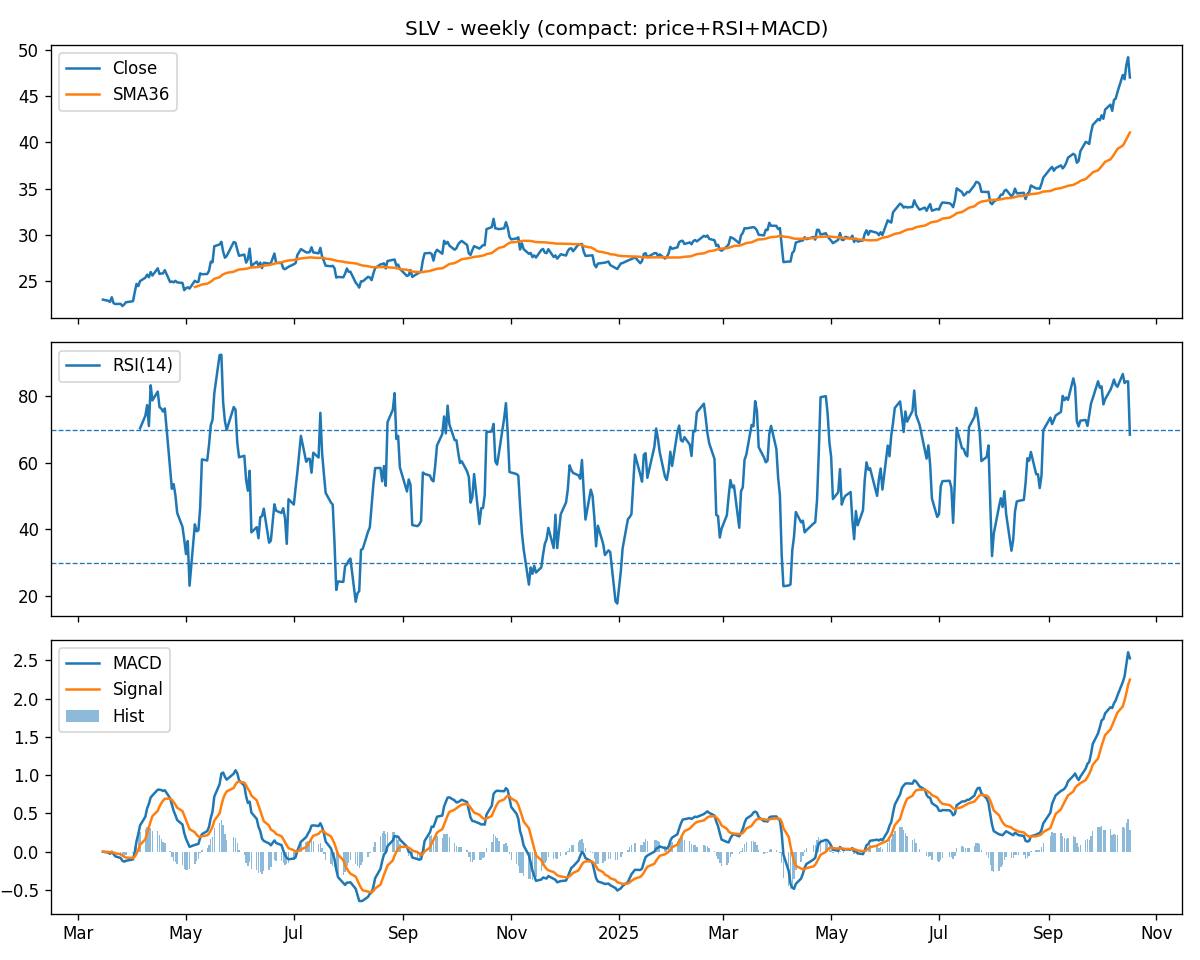 SLV - weekly (compact: price+RSI+MACD)
50
45
40
35
30
25
Close
SMA36
80
60
40
20
RSI(14)
2.5
2.0
1.5
1.0
0.5
0.0
−0.5
MACD
Signal
Hist
Mar May Jul Sep Nov 2025 Mar May Jul Sep Nov